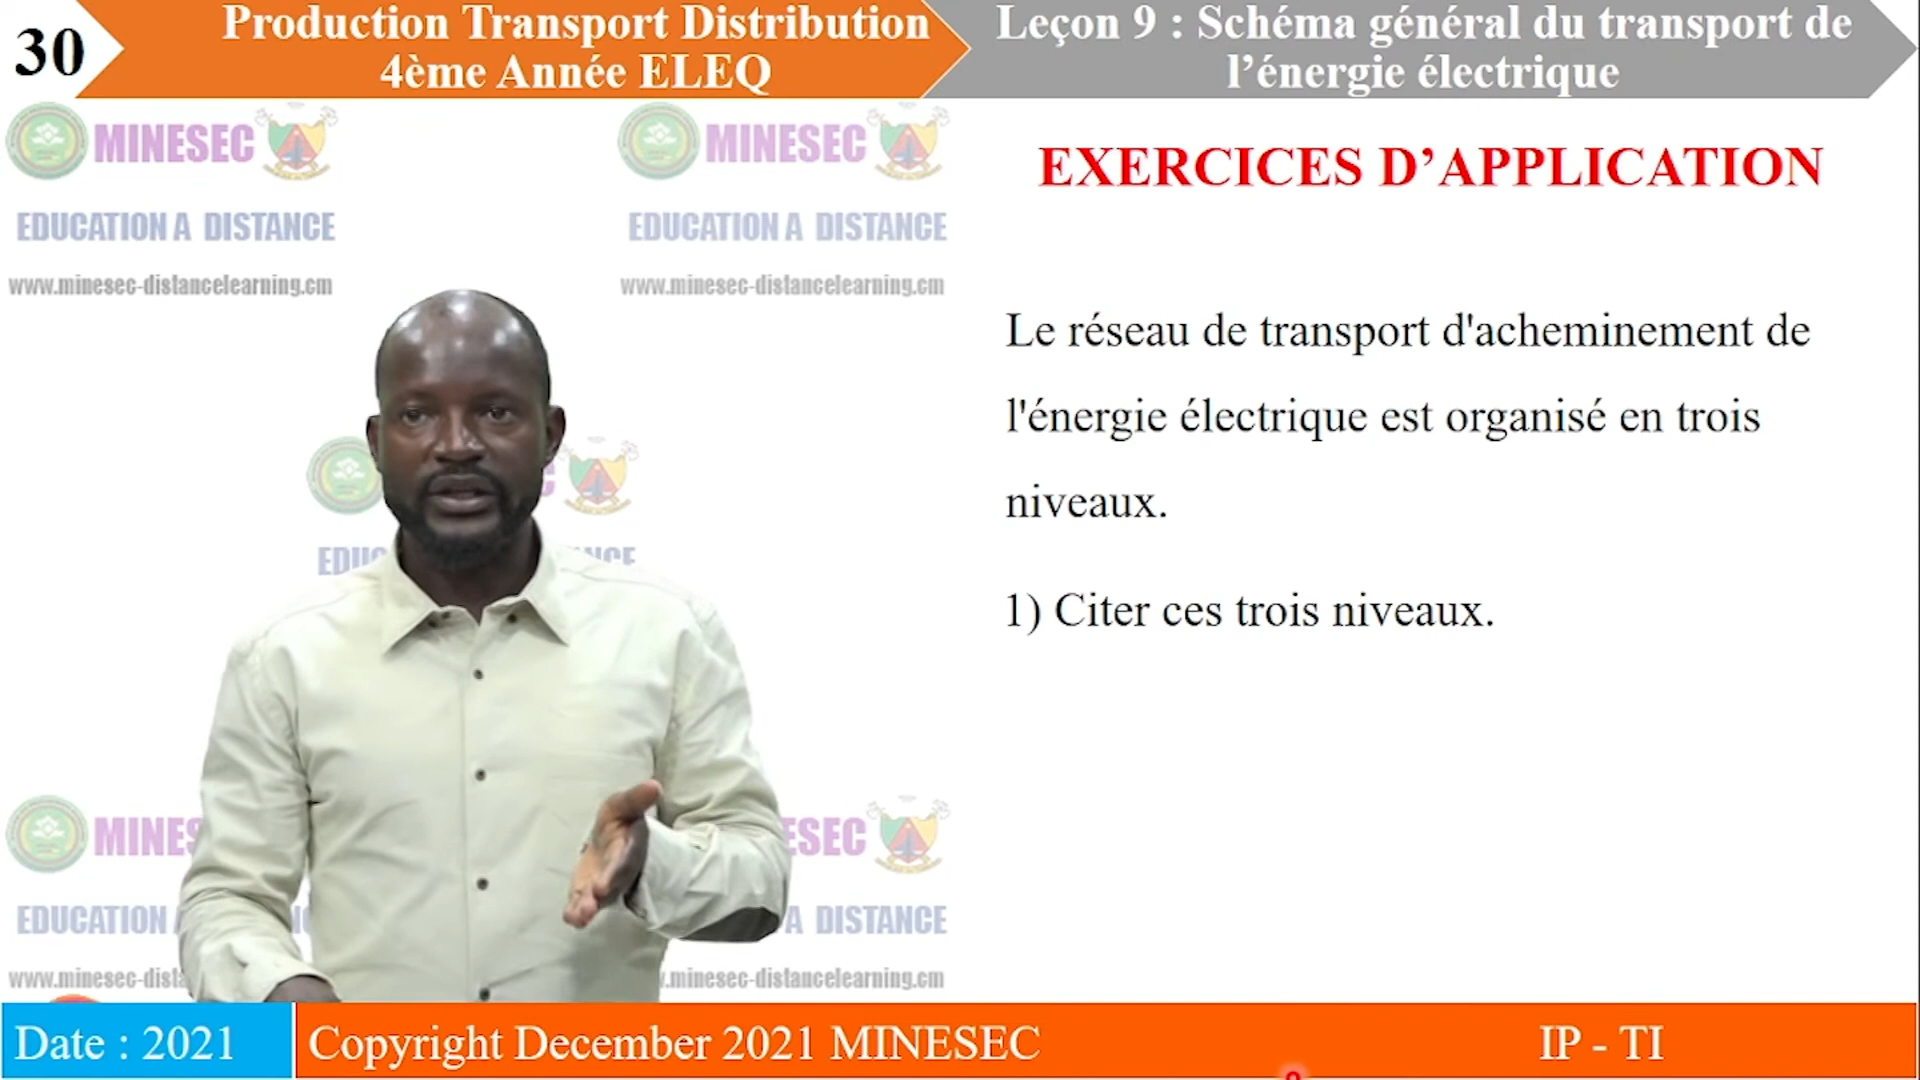 30
Production Transport Distribution
4ème Année ELEQ
Leçon 9 : Schéma général du transport de
l’énergie électrique
MINESEC
EDUCATION A DISTANCE
www.minesec-distancelearning.cm
MINESEC
EDUCATION A DISTANCE
www.minesec-distancelearning.cm
EXERCICES D’APPLICATION
Le réseau de transport d'acheminement de
l'énergie électrique est organisé en trois
niveaux.
1) Citer ces trois niveaux.
Date : 2021
Copyright December 2021 MINESEC
IP - TI